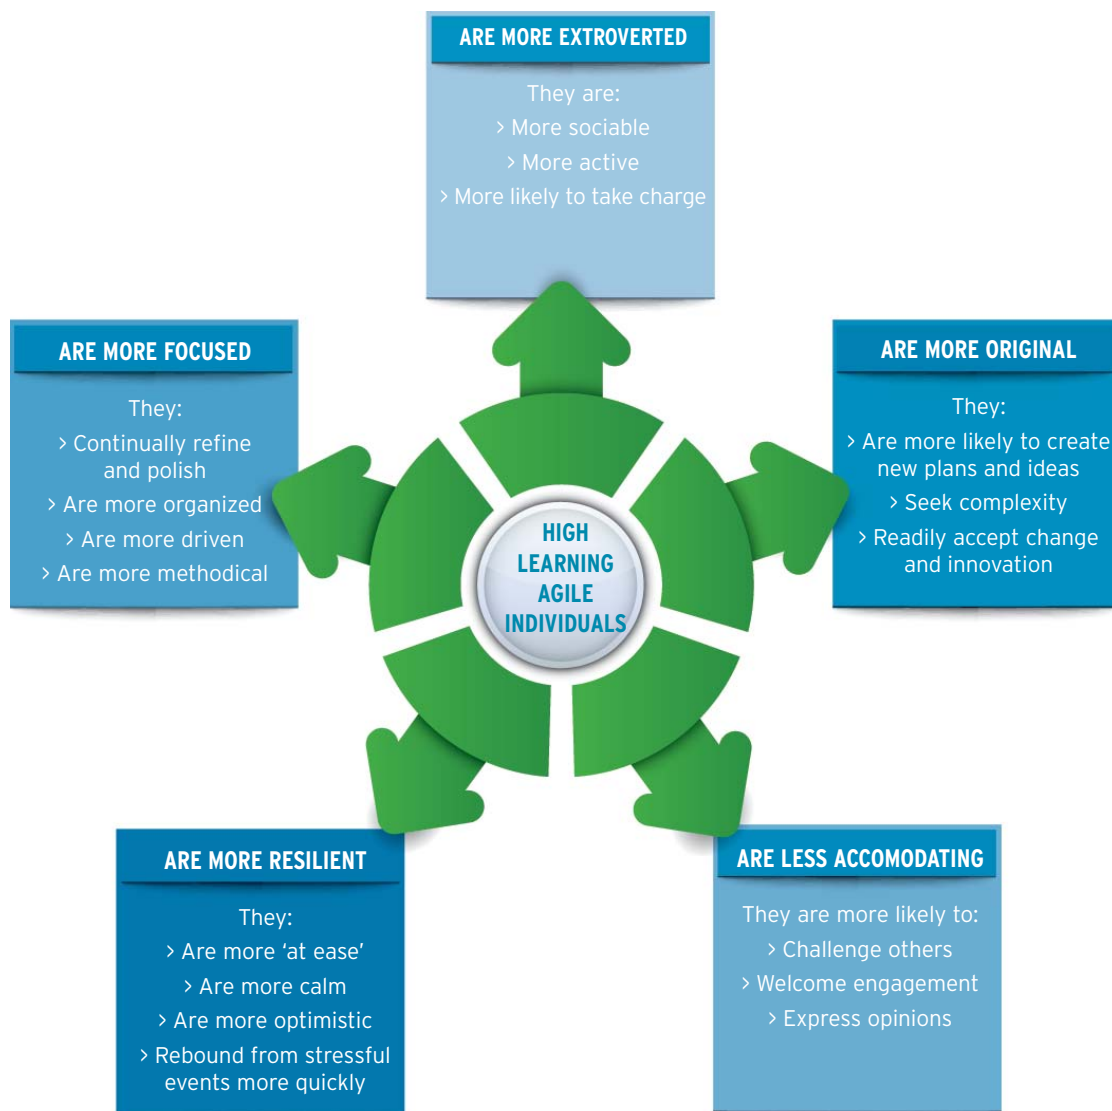 ARE MORE EXTROVERTED
They are:
> More sociable
> More active
> More likely to take charge
ARE MORE FOCUSED
They:
> Continually refine
and polish
> Are more organized
> Are more driven
> Are more methodical
ARE MORE ORIGINAL
They:
> Are more likely to create
new plans and ideas
> Seek complexity
> Readily accept change
and innovation
HIGH
LEARNING
AGILE
INDIVIDUALS
ARE MORE RESILIENT
They:
> Are more ‘at ease’
> Are more calm
> Are more optimistic
> Rebound from stressful
events more quickly
ARE LESS ACCOMODATING
They are more likely to:
> Challenge others
> Welcome engagement
> Express opinions